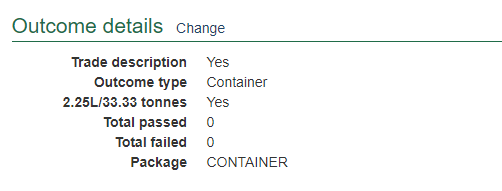 Outcome details Change
Trade description Yes
Outcome type Container
2.25L/33.33 tonnes Yes
Total passed 0
Total failed 0
Package CONTAINER